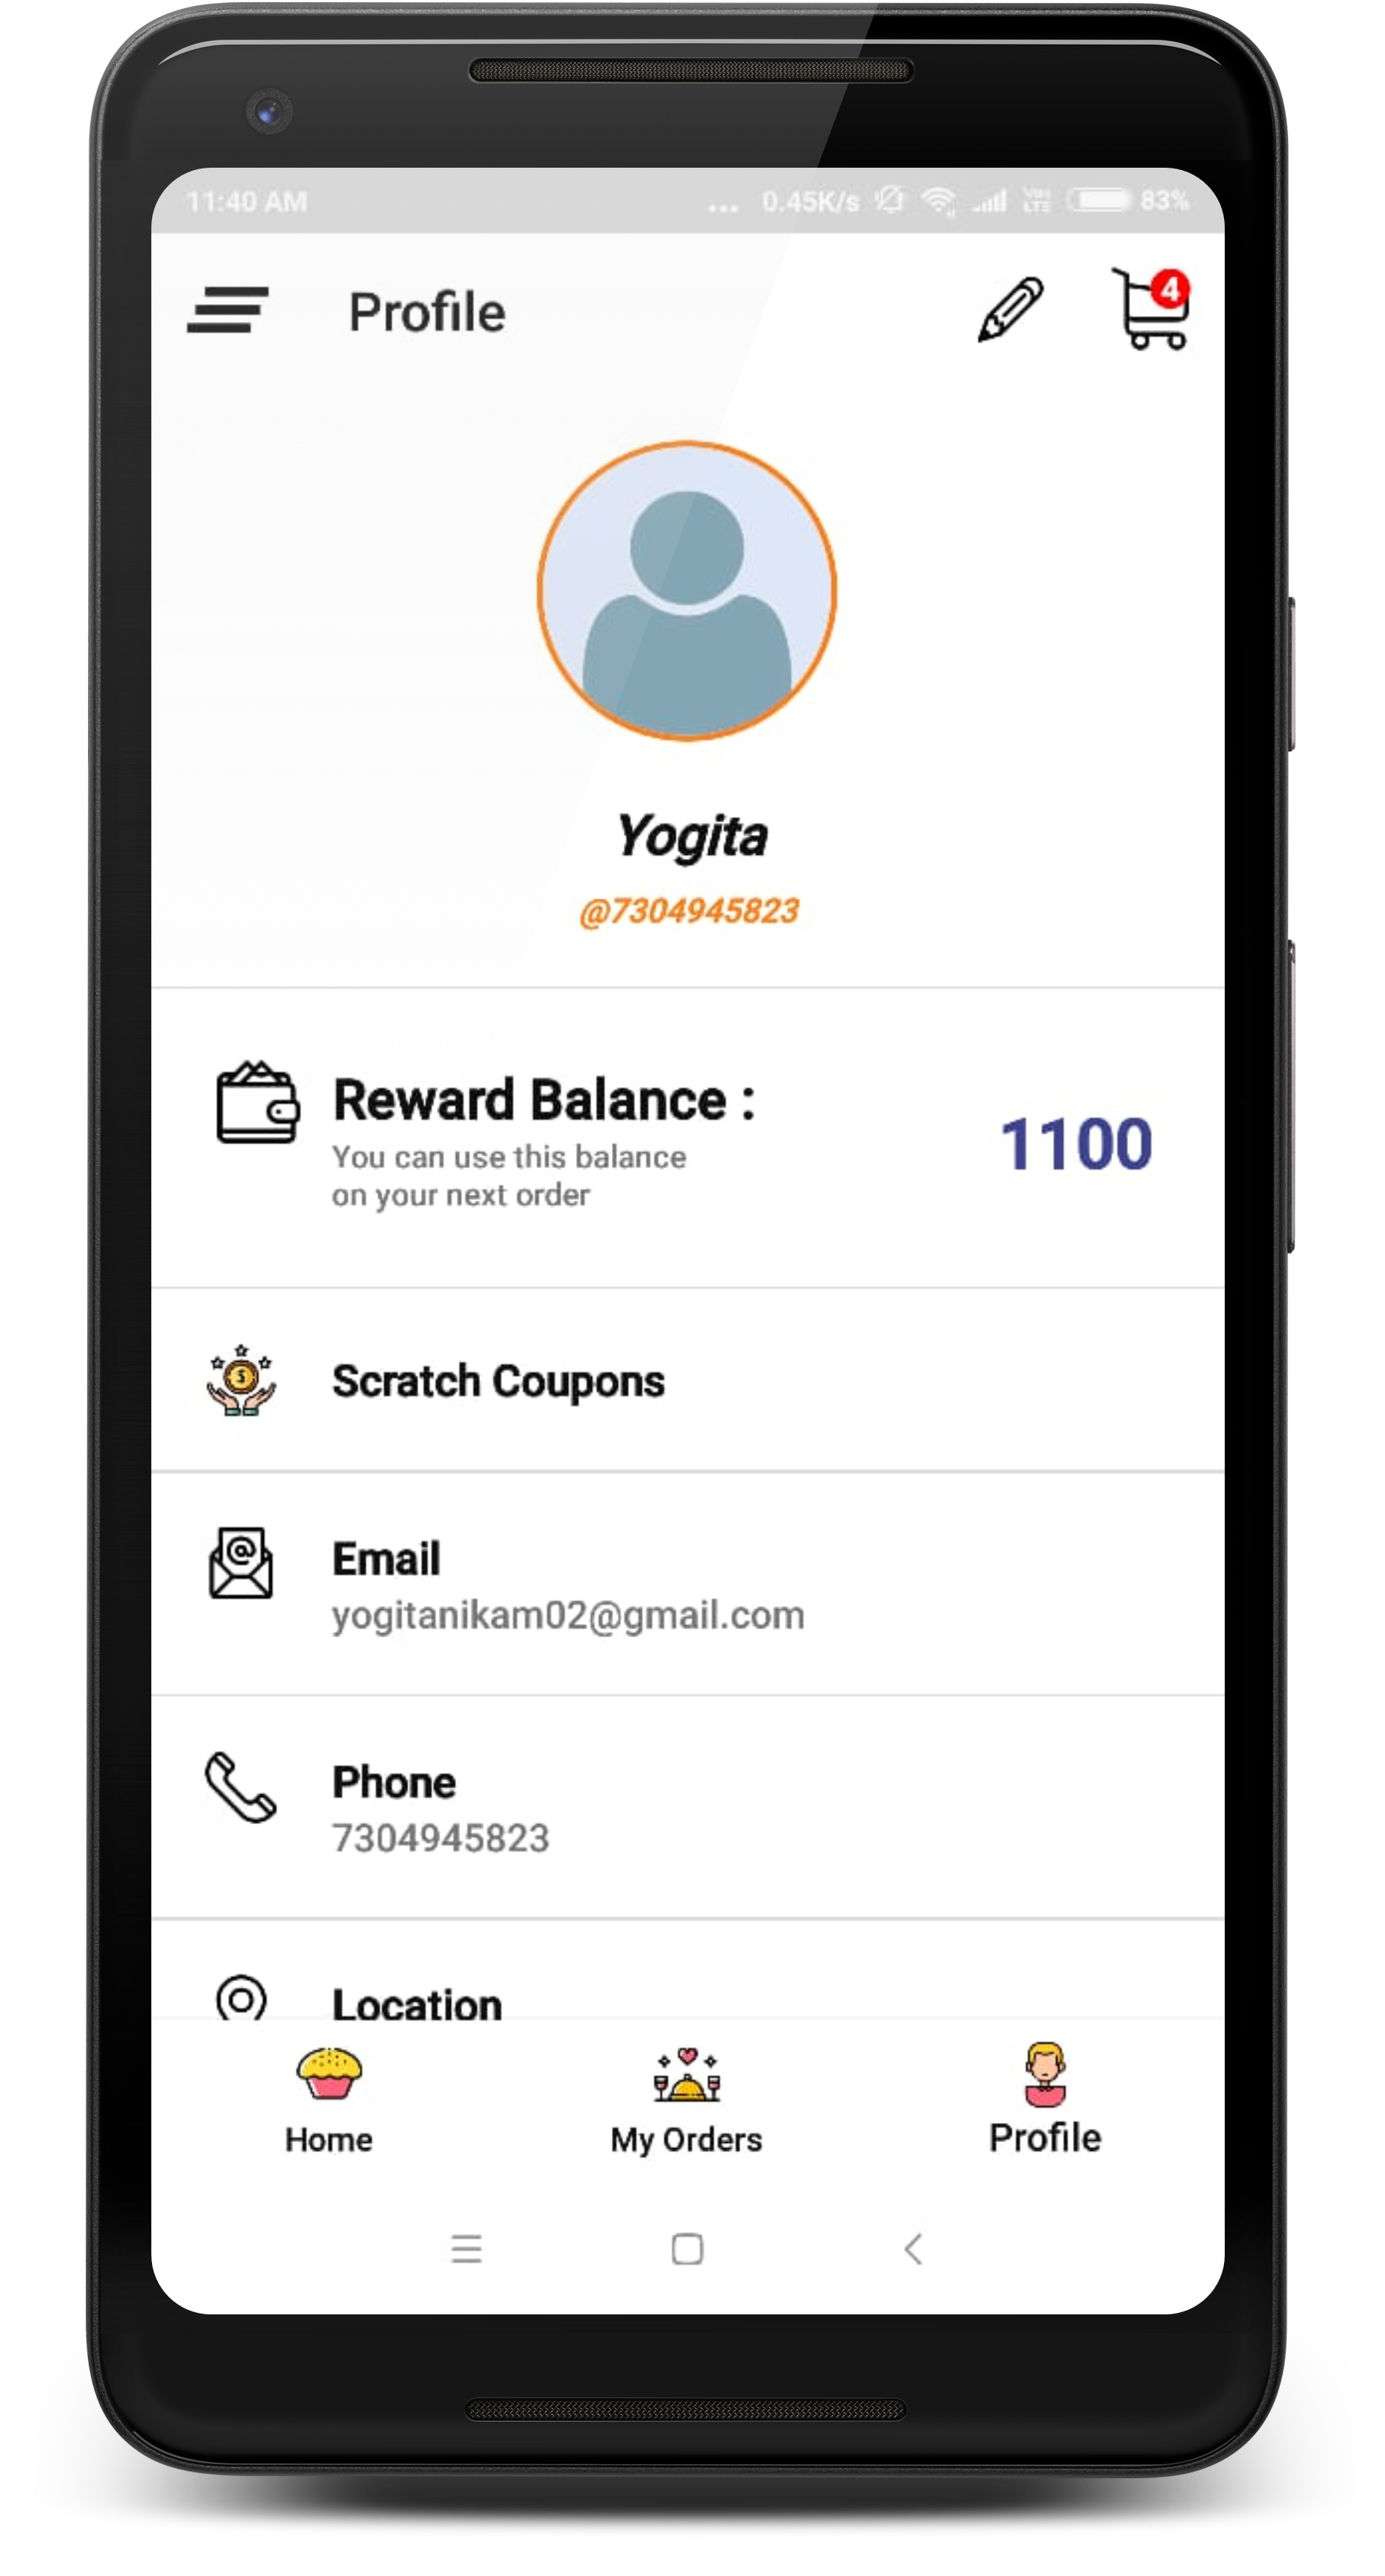 11:40 AM ... 0.45K/s 83%
Profile 4
Yogita
@7304945823
Reward Balance :
You can use this balance
on your next order
1100
Scratch Coupons
Email
yogitanikam02@gmail.com
Phone
7304945823
Location
Home My Orders Profile